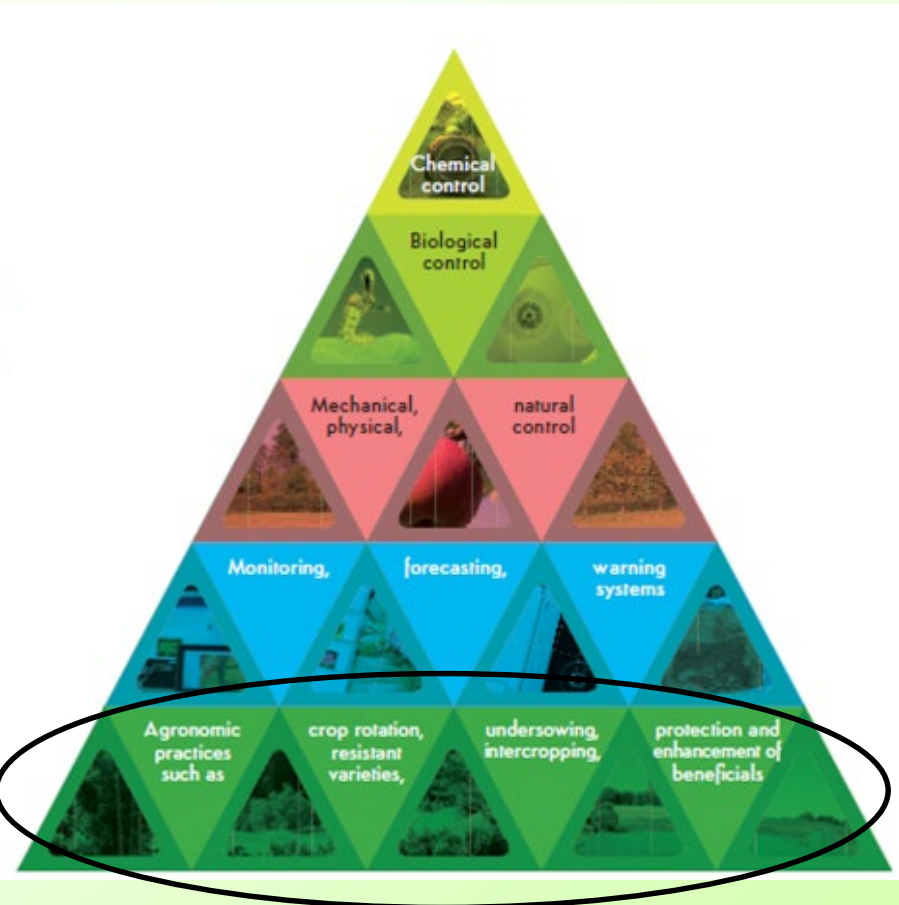 Chemical
control
Biological
control
Mechanical,
physical,
natural
control
Monitoring,
forecasting,
warning
systems
Agronomic
practices
such as
crop rotation,
resistant
varieties,
undersowing,
intercropping,
protection and
enhancement of
beneficials